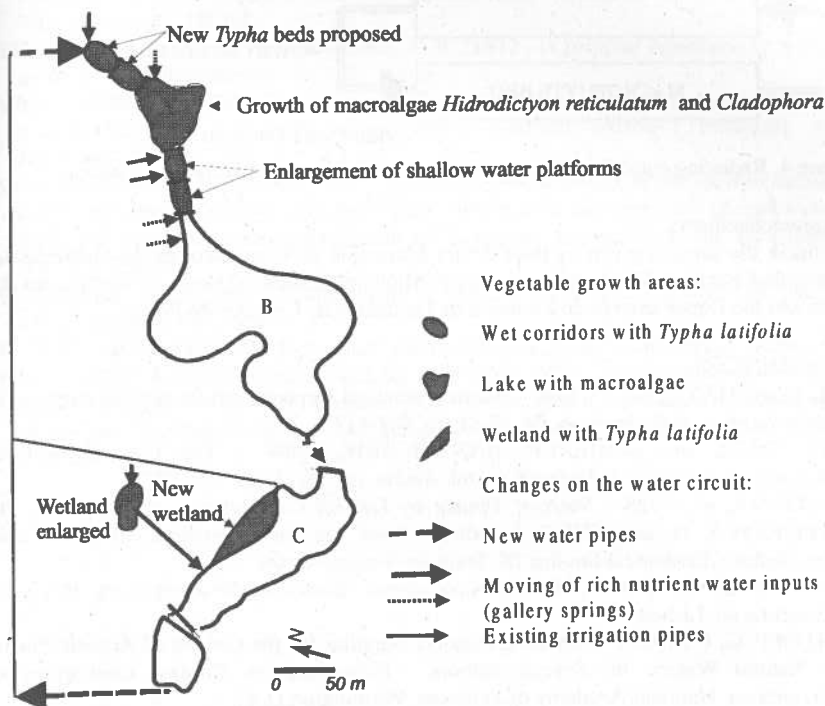 New Typha beds proposed
Growth of macroalgae Hidrodictyon reticulatum and Cladophora
Enlargement of shallow water platforms
B
Vegetable growth areas:
Wet corridors with Typha latifolia
Lake with macroalgae
Wetland with Typha latifolia
Changes on the water circuit:
New water pipes
Moving of rich nutrient water inputs
(gallery springs)
Existing irrigation pipes
Wetland
enlarged
New
wetland
C
N
0 50 m